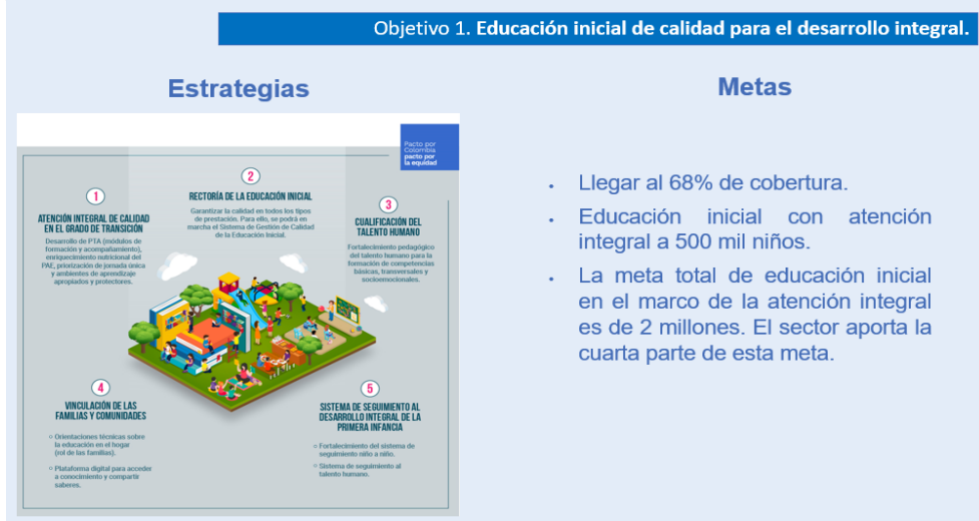 Objetivo 1. Educación inicial de calidad para el desarrollo integral.
Estrategias
Pacto por
Colombia
pacto por
la equidad
1
ATENCIÓN INTEGRAL DE CALIDAD
EN EL GRADO DE TRANSICIÓN
Desarrollo de PTA (módulos de
formación y acompañamiento),
enriquecimiento nutricional del
PAE, priorización de jornada única
y ambientes de aprendizaje
apropiados y protectores.
2
RECTORÍA DE LA EDUCACIÓN INICIAL
Garantizar la calidad en todos los tipos
de prestación. Para ello, se podrá en
marcha el Sistema de Gestión de Calidad
de la Educación Inicial.
3
CUALIFICACIÓN DEL
TALENTO HUMANO
Fortalecimiento pedagógico
del talento humano para la
formación de competencias
básicas, transversales y
socioemocionales.
4
VINCULACIÓN DE LAS
FAMILIAS Y COMUNIDADES
Orientaciones técnicas sobre
la educación en el hogar
(rol de las familias).
Plataforma digital para acceder
a conocimiento y compartir
saberes.
5
SISTEMA DE SEGUIMIENTO AL
DESARROLLO INTEGRAL DE LA
PRIMERA INFANCIA
Fortalecimiento del sistema de
seguimiento niño a niño.
Sistema de seguimiento al
talento humano.
Metas
• Llegar al 68% de cobertura.
• Educación inicial con atención
integral a 500 mil niños.
• La meta total de educación inicial
en el marco de la atención integral
es de 2 millones. El sector aporta la
cuarta parte de esta meta.